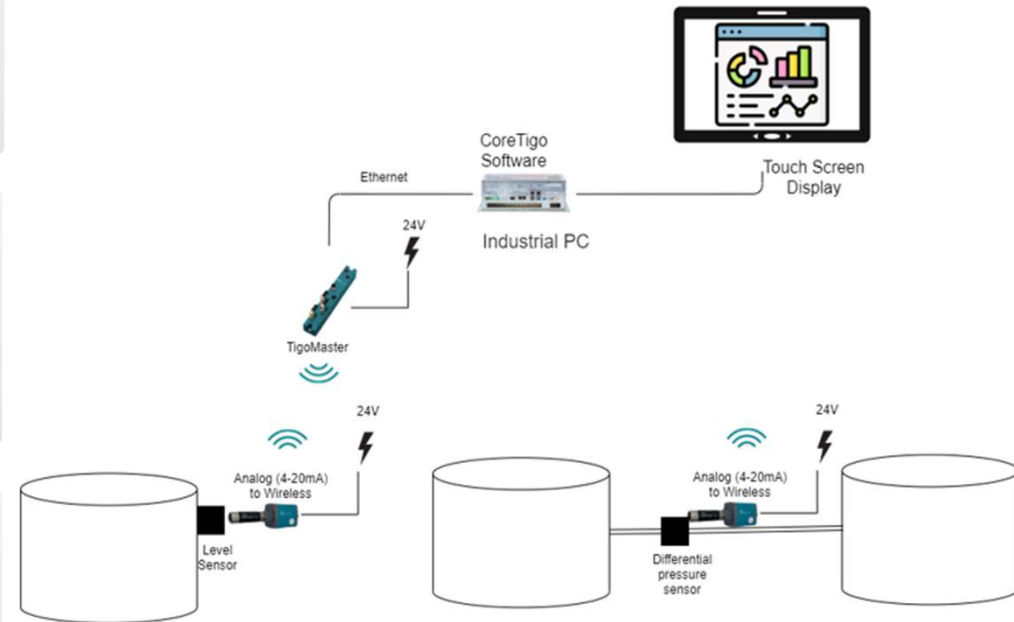 CoreTigo
Software
Touch Screen
Display
Ethernet
Industrial PC
24V
TigoMaster
24V
24V
Analog (4-20mA)
to Wireless
Analog (4-20mA)
to Wireless
Level
Sensor
Differential
pressure
sensor